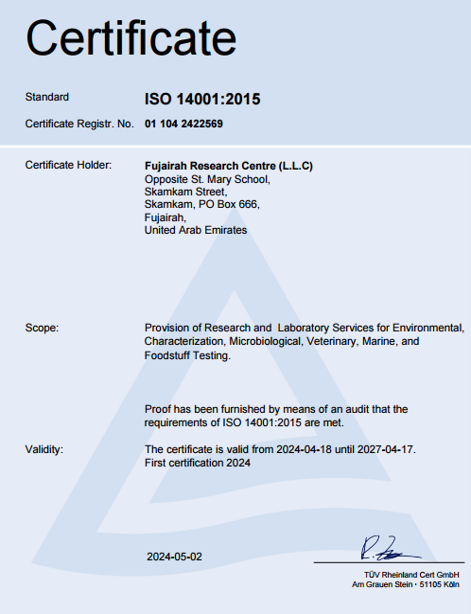 Certificate
Standard ISO 14001:2015
Certificate Registr. No. 01 104 2422569
Certificate Holder: Fujairah Research Centre (L.L.C)
Opposite St. Mary School,
Skamkam Street,
Skamkam, PO Box 666,
Fujairah,
United Arab Emirates
Scope: Provision of Research and Laboratory Services for Environmental,
Characterization, Microbiological, Veterinary, Marine, and
Foodstuff Testing.
Proof has been furnished by means of an audit that the
requirements of ISO 14001:2015 are met.
Validity: The certificate is valid from 2024-04-18 until 2027-04-17.
First certification 2024
2024-05-02
TÜV Rheinland Cert GmbH
Am Grauen Stein · 51105 Köln